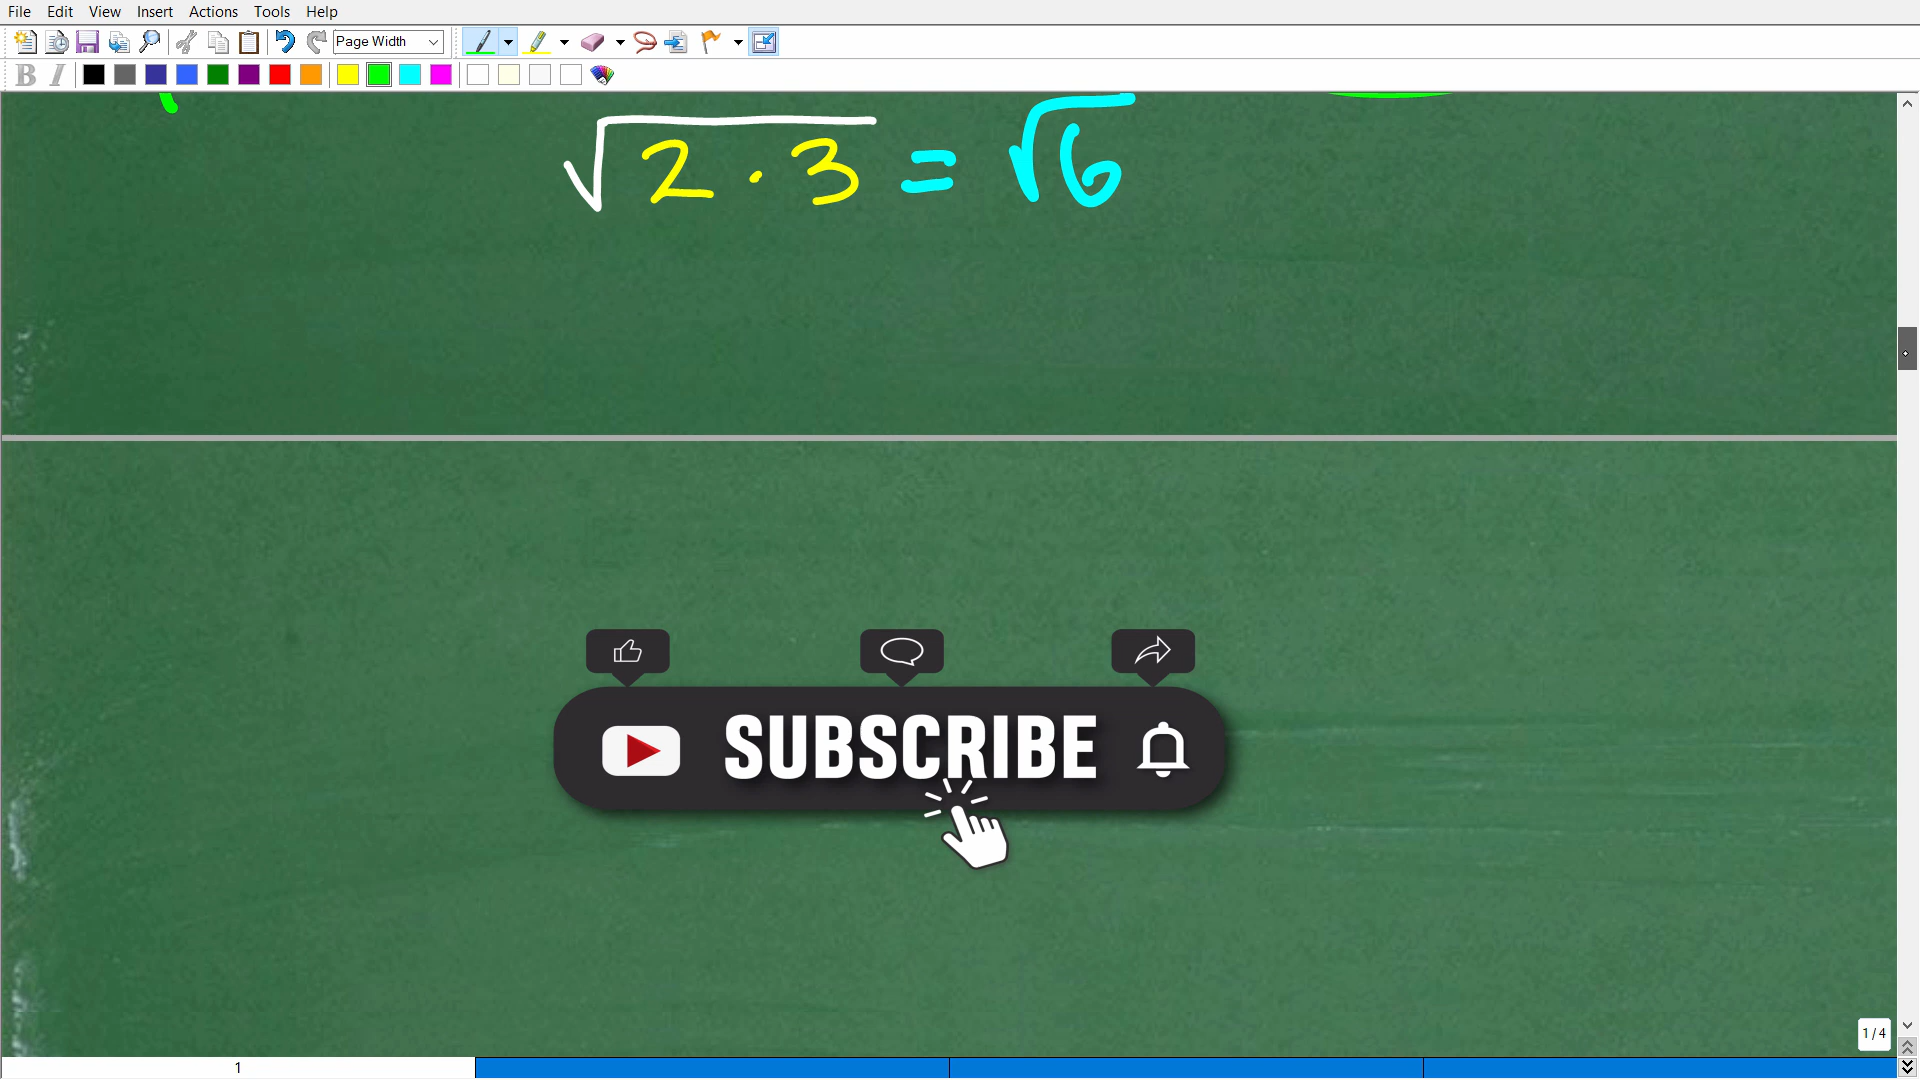 File Edit View Insert Actions Tools Help
Page Width
B I
√2 · 3 = √6
SUBSCRIBE
1 / 4
1